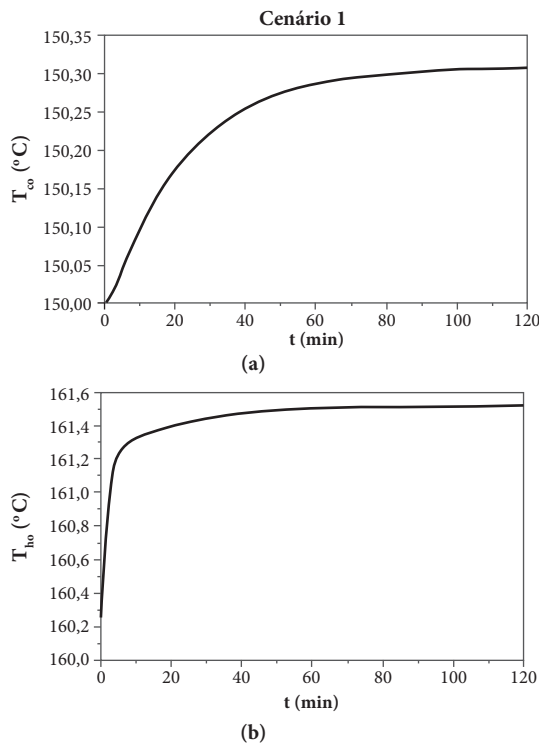 Cenário 1
150,35
150,30
150,25
150,20
150,15
150,10
150,05
150,00
T_co (°C)
0 20 40 60 80 100 120
t (min)
(a)
161,6
161,4
161,2
161,0
160,8
160,6
160,4
160,2
160,0
T_ho (°C)
0 20 40 60 80 100 120
t (min)
(b)